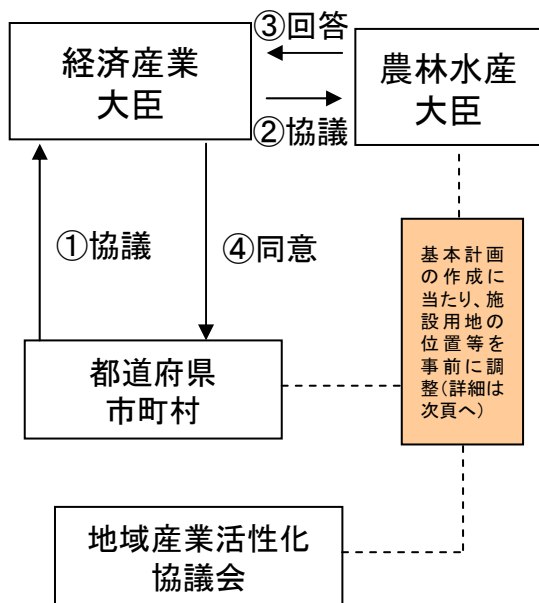 ③回答
経済産業
大臣
農林水産
大臣
②協議
①協議
④同意
基本計画
の作成に
当たり、施
設用地の
位置等を
事前に調
整(詳細は
次頁へ)
都道府県
市町村
地域産業活性化
協議会